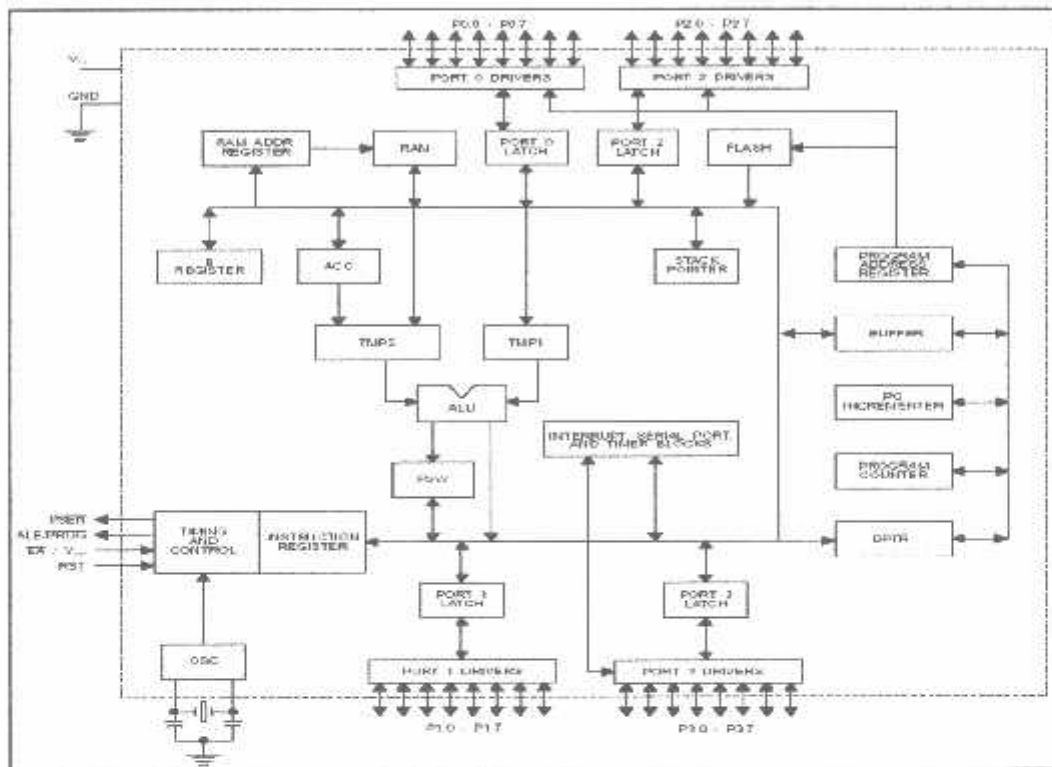 P0.0 - P0.7
P2.0 - P2.7
V
GND
PORT 0 DRIVERS
PORT 2 DRIVERS
RAM ADDR
REGISTER
RAM
PORT 0
LATCH
PORT 2
LATCH
FLASH
B
REGISTER
ACC
STACK
POINTER
PROGRAM
ADDRESS
REGISTER
BUFFER
TMP2
TMP1
ALU
PC
INCREMENTER
INTERRUPT, SERIAL PORT,
AND TIMER BLOCKS
PROGRAM
COUNTER
PSW
PSEN
ALE/PROG
EA / V
RST
TIMING
AND
CONTROL
INSTRUCTION
REGISTER
DPTR
PORT 1
LATCH
PORT 3
LATCH
OSC
PORT 1 DRIVERS
PORT 3 DRIVERS
P1.0 - P1.7
P3.0 - P3.7